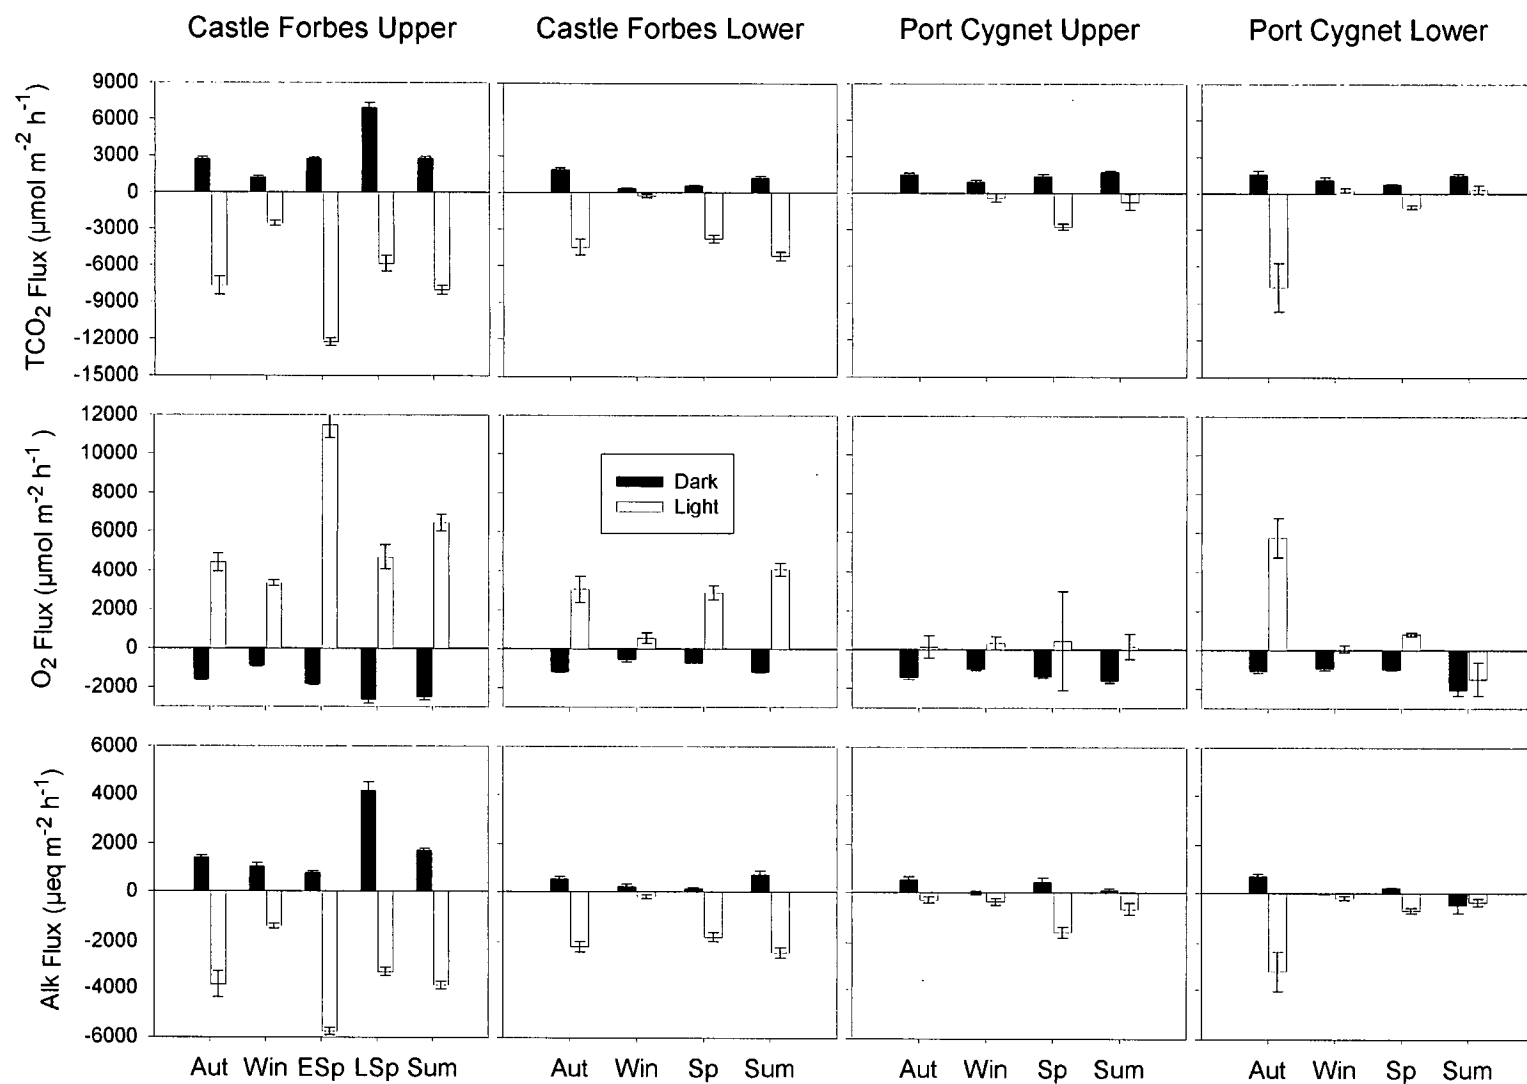 Castle Forbes Upper
Castle Forbes Lower
Port Cygnet Upper
Port Cygnet Lower
TCO₂ Flux (µmol m⁻² h⁻¹)
9000
6000
3000
0
-3000
-6000
-9000
-12000
-15000
O₂ Flux (µmol m⁻² h⁻¹)
12000
10000
8000
6000
4000
2000
0
-2000
Dark
Light
Alk Flux (µeq m⁻² h⁻¹)
6000
4000
2000
0
-2000
-4000
-6000
Aut Win ESp LSp Sum
Aut Win Sp Sum
Aut Win Sp Sum
Aut Win Sp Sum